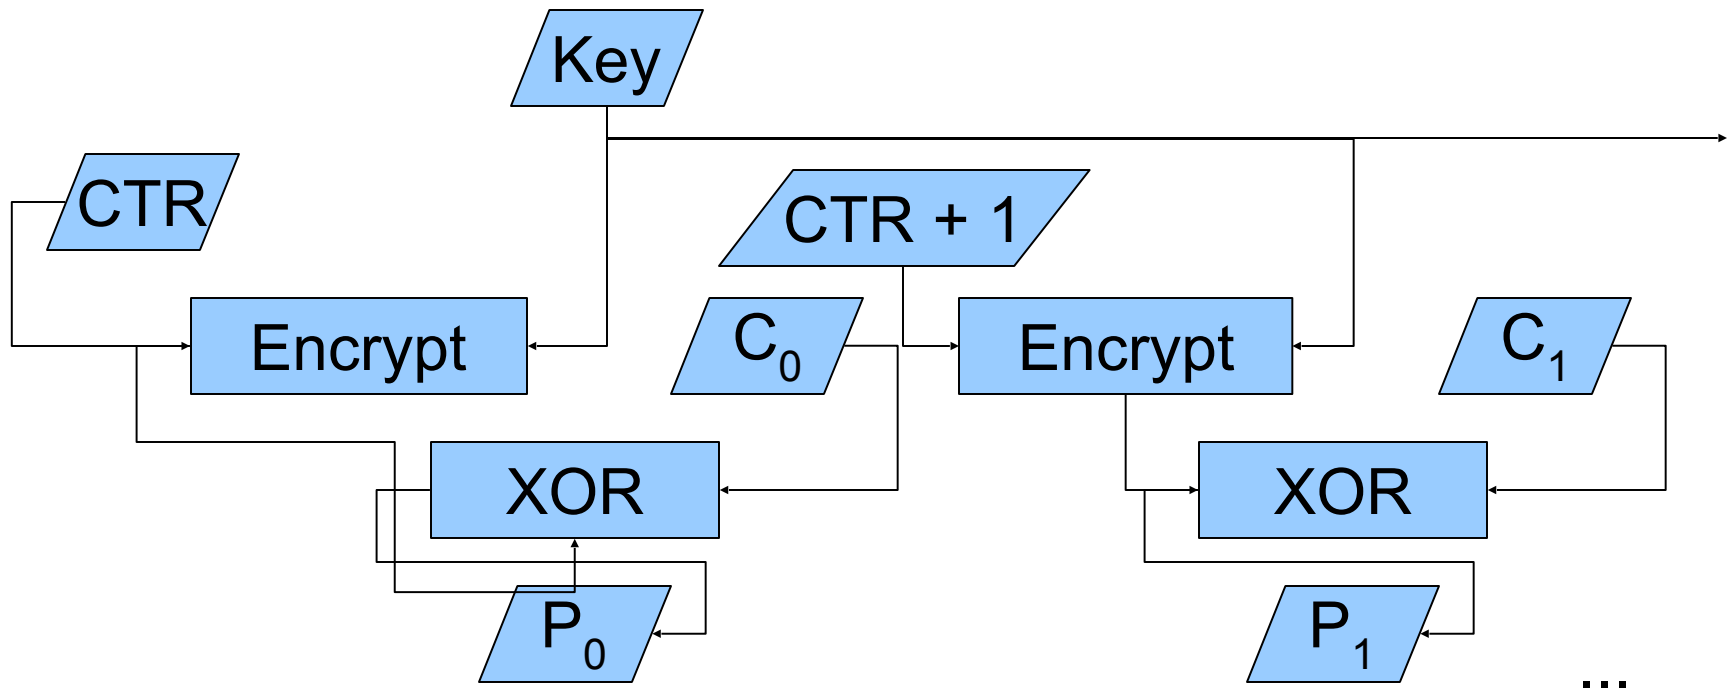 Key
CTR
CTR + 1
Encrypt
C₀
Encrypt
C₁
XOR
XOR
P₀
P₁
...